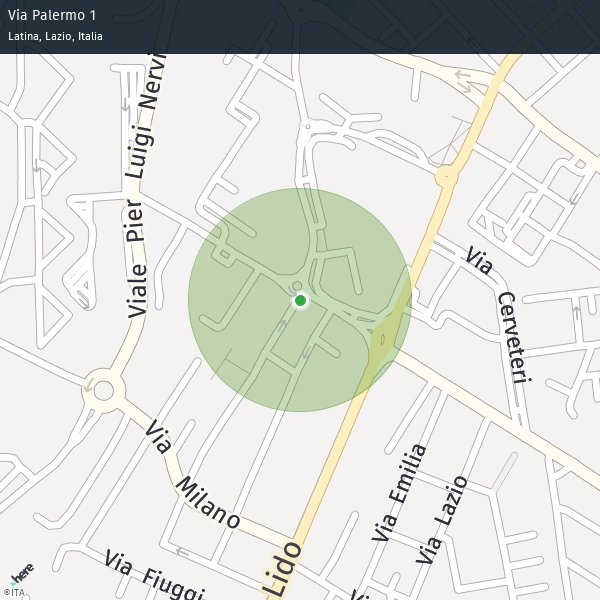 Via Palermo 1
Latina, Lazio, Italia
Viale Pier Luigi Nervi
Via Cerveteri
Via Milano
Via Emilia
Via Lazio
Lido
Via Fiuggi
Via
here
©ITA